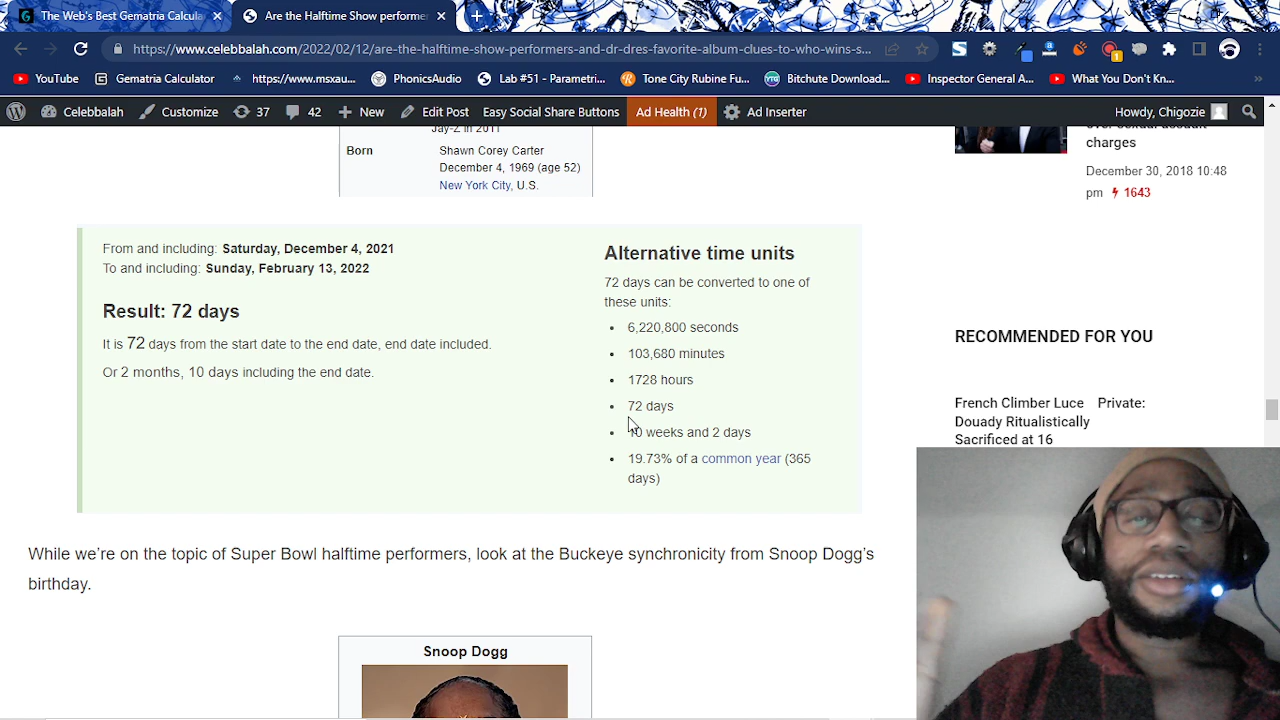 The Web's Best Gematria Calcula
Are the Halftime Show performer
https://www.celebbalah.com/2022/02/12/are-the-halftime-show-performers-and-dr-dres-favorite-album-clues-to-who-wins-s...
YouTube
Gematria Calculator
https://www.msxau...
PhonicsAudio
Lab #51 - Parametri...
Tone City Rubine Fu...
Bitchute Download...
Inspector General A...
What You Don't Kn...
Celebbalah
Customize
37
42
New
Edit Post
Easy Social Share Buttons
Ad Health (1)
Ad Inserter
Howdy, Chigozie
Jay-Z in 2011
Born
Shawn Corey Carter
December 4, 1969 (age 52)
New York City, U.S.
charges
December 30, 2018 10:48
pm 1643
From and including: Saturday, December 4, 2021
To and including: Sunday, February 13, 2022
Result: 72 days
It is 72 days from the start date to the end date, end date included.
Or 2 months, 10 days including the end date.
Alternative time units
72 days can be converted to one of
these units:
6,220,800 seconds
103,680 minutes
1728 hours
72 days
10 weeks and 2 days
19.73% of a common year (365
days)
RECOMMENDED FOR YOU
French Climber Luce
Douady Ritualistically
Sacrificed at 16
Private:
While we're on the topic of Super Bowl halftime performers, look at the Buckeye synchronicity from Snoop Dogg's
birthday.
Snoop Dogg